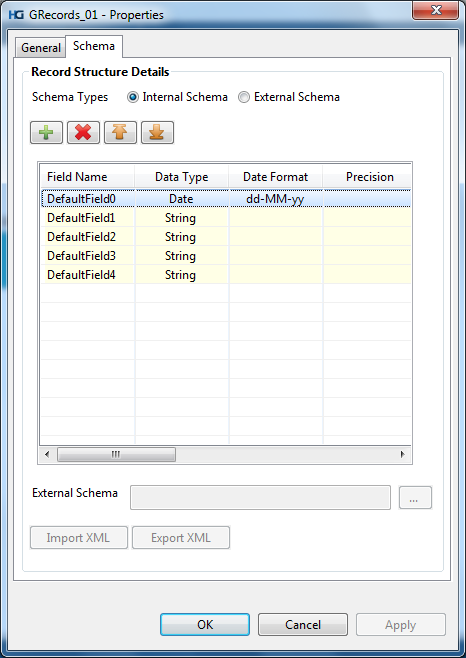 HG GRecords_01 - Properties
General Schema
Record Structure Details
Schema Types Internal Schema External Schema
Field Name Data Type Date Format Precision
DefaultField0 Date dd-MM-yy
DefaultField1 String
DefaultField2 String
DefaultField3 String
DefaultField4 String
External Schema ...
Import XML Export XML
OK Cancel Apply